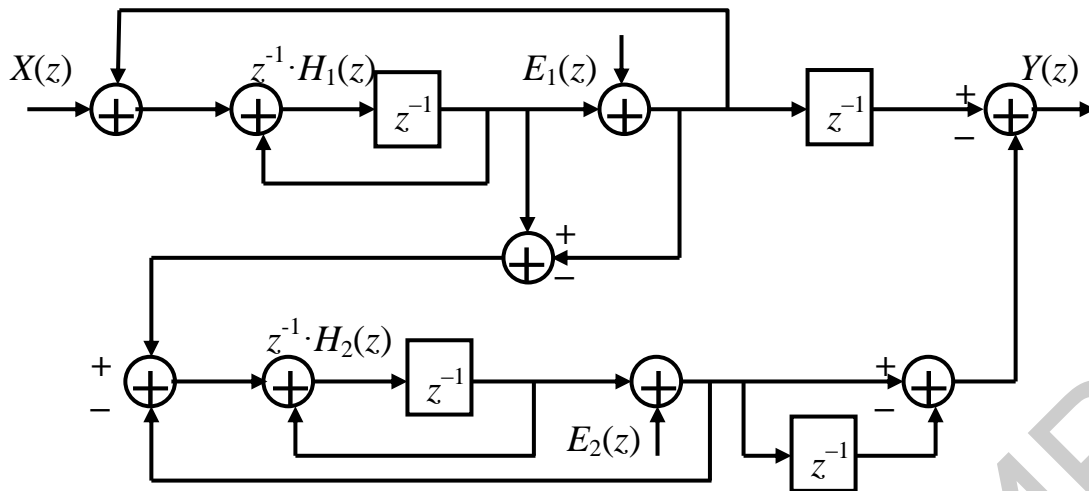 X(z)
z⁻¹·H₁(z)
E₁(z)
Y(z)
z⁻¹
z⁻¹
+
−
+
−
z⁻¹·H₂(z)
+
−
z⁻¹
E₂(z)
+
−
z⁻¹